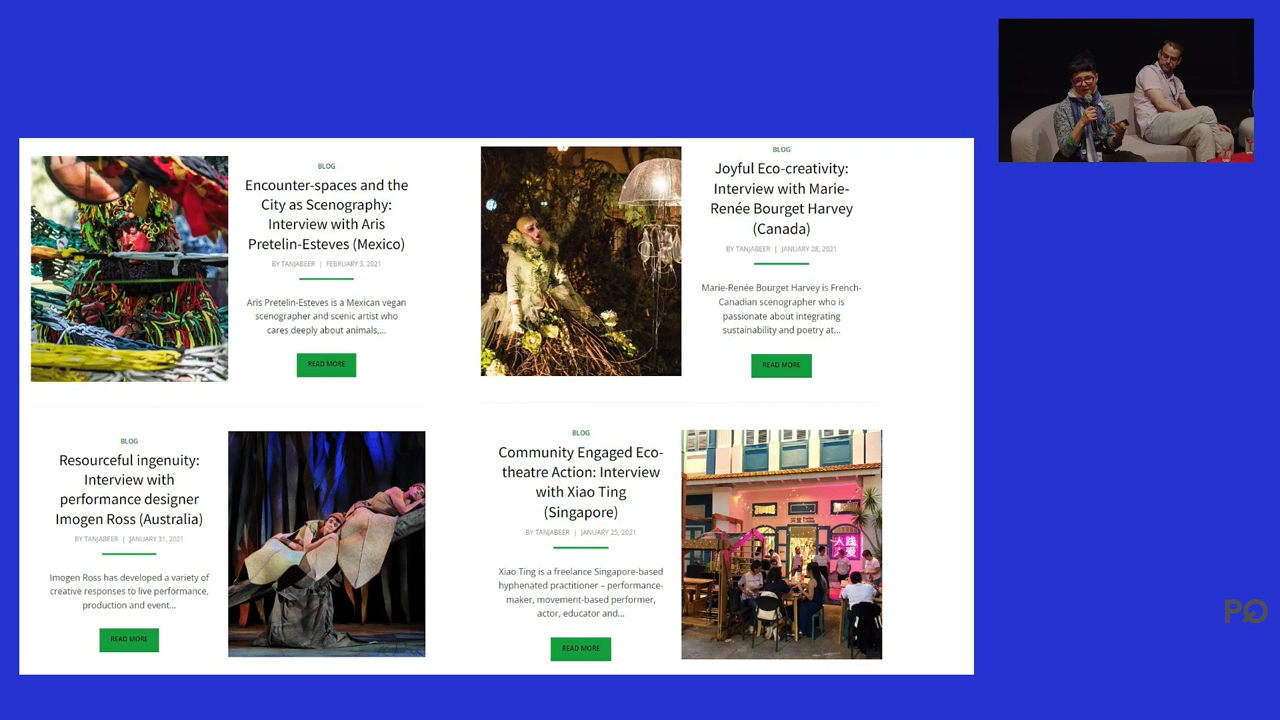 BLOG
Encounter-spaces and the
City as Scenography:
Interview with Aris
Pretelin-Esteves (Mexico)
BY TANJABEER | FEBRUARY 3, 2021
Aris Pretelin-Esteves is a Mexican vegan
scenographer and scenic artist who
cares deeply about animals,...
READ MORE
BLOG
Joyful Eco-creativity:
Interview with Marie-
Renée Bourget Harvey
(Canada)
BY TANJABEER | JANUARY 28, 2021
Marie-Renée Bourget Harvey is French-
Canadian scenographer who is
passionate about integrating
sustainability and poetry at...
READ MORE
BLOG
Resourceful ingenuity:
Interview with
performance designer
Imogen Ross (Australia)
BY TANJABEER | JANUARY 31, 2021
Imogen Ross has developed a variety of
creative responses to live performance,
production and event...
READ MORE
BLOG
Community Engaged Eco-
theatre Action: Interview
with Xiao Ting
(Singapore)
BY TANJABEER | JANUARY 25, 2021
Xiao Ting is a freelance Singapore-based
hyphenated practitioner – performance-
maker, movement-based performer,
actor, educator and...
READ MORE
人践
爱
PQ